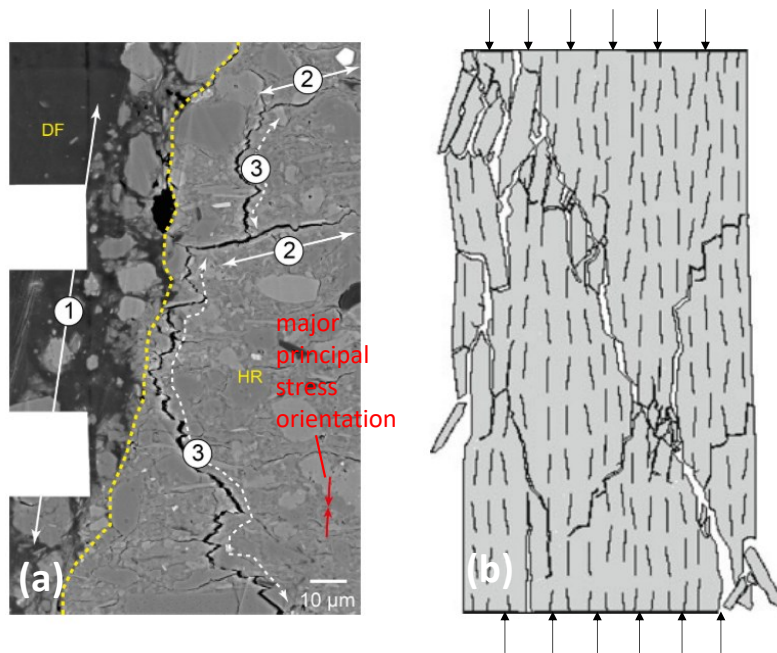 DF
2
3
2
1
major
principal
stress
orientation
HR
3
(a)
10 µm
(b)